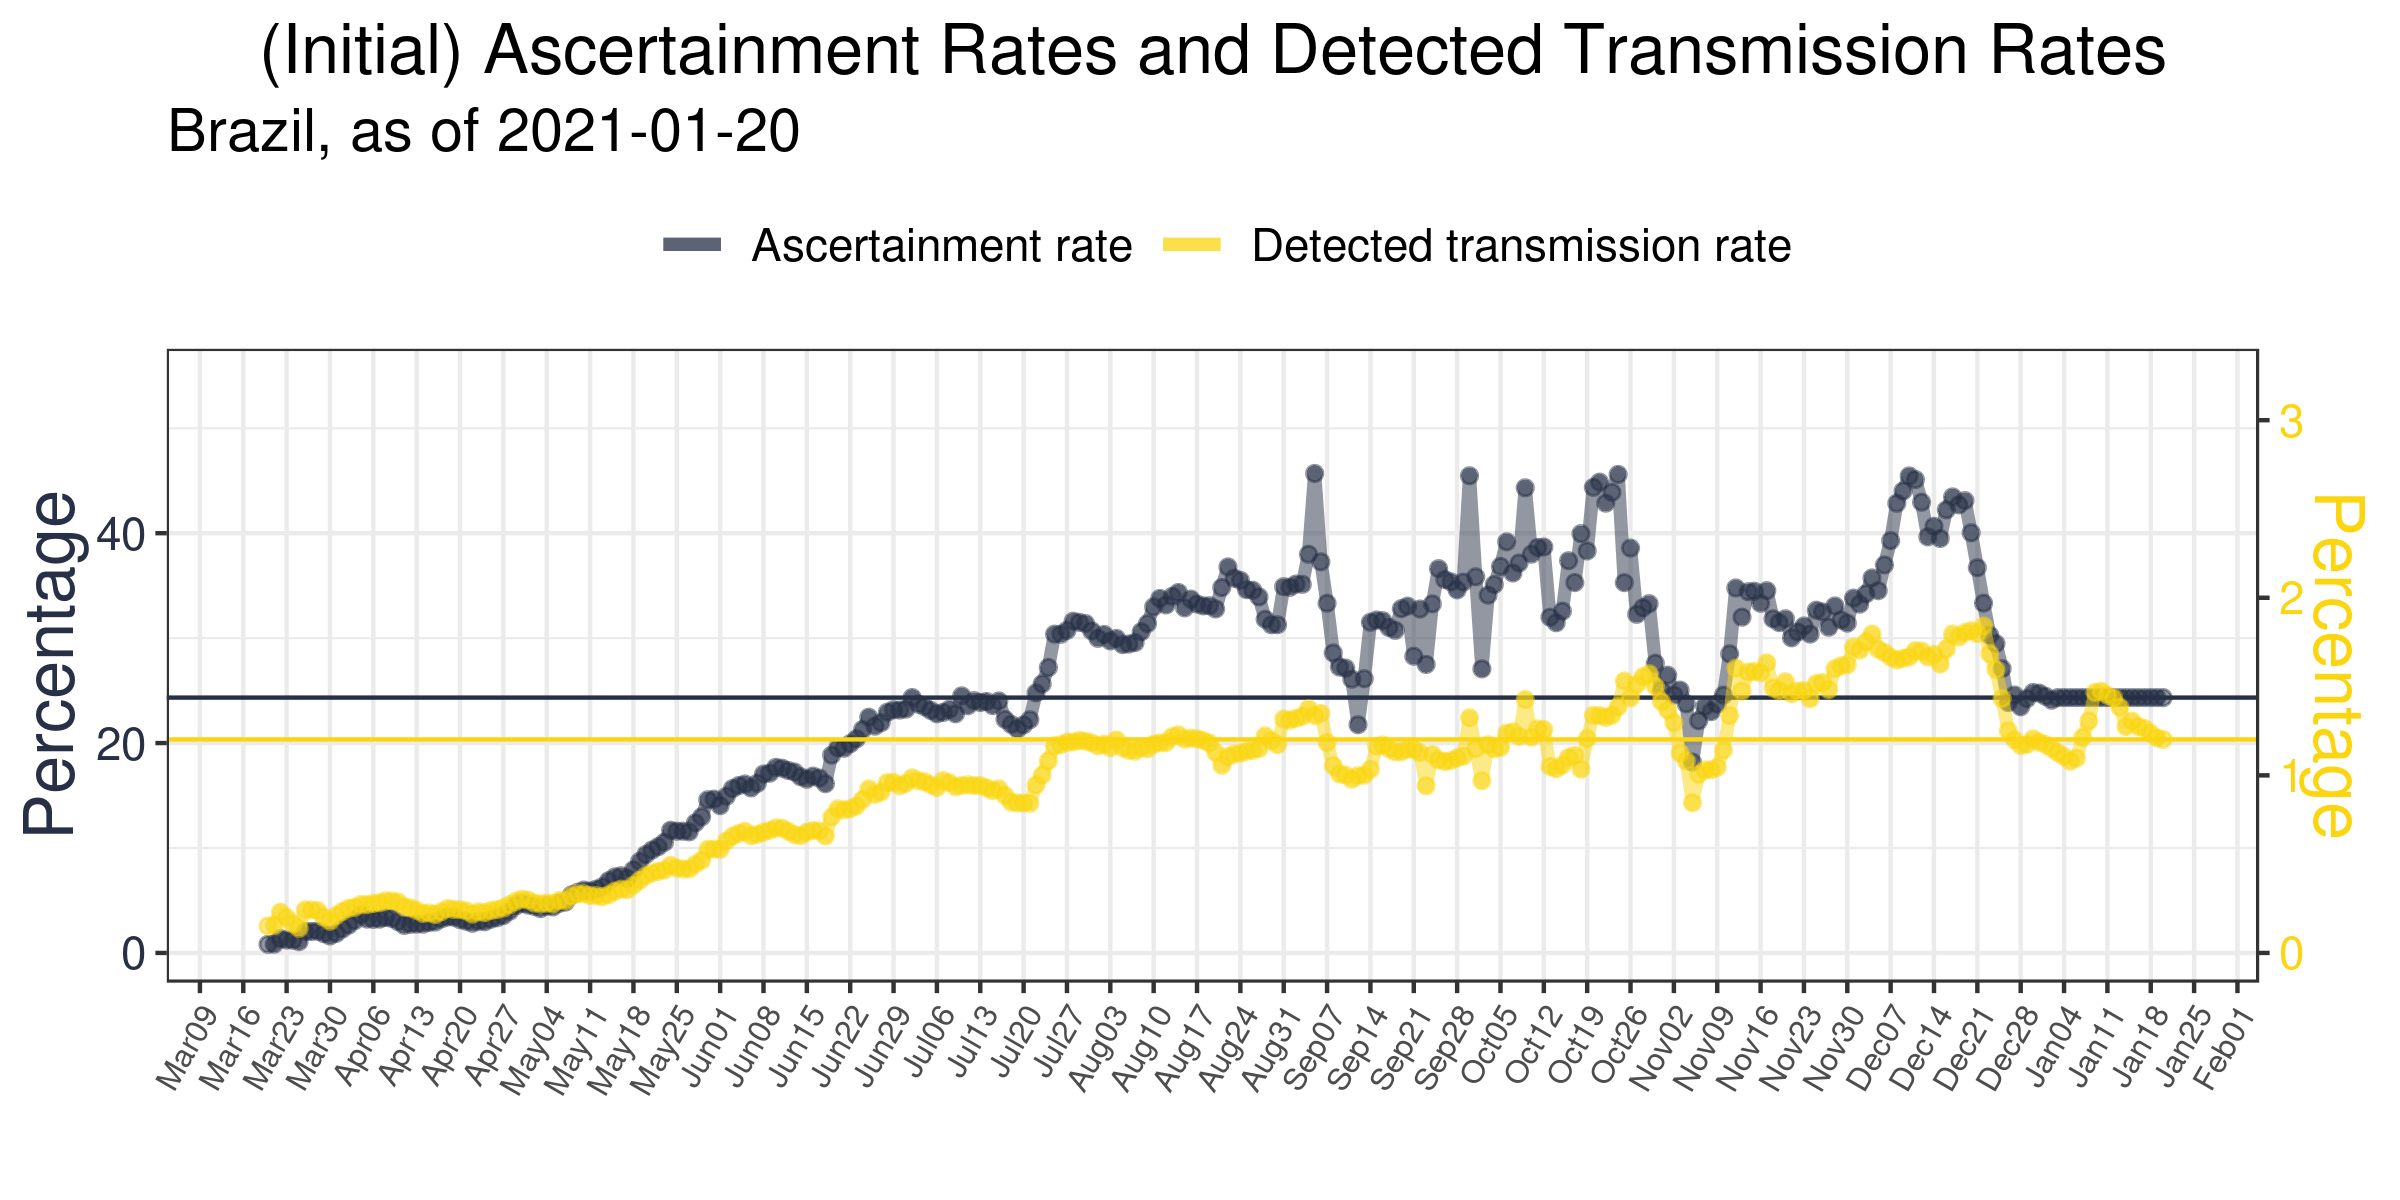 (Initial) Ascertainment Rates and Detected Transmission Rates
Brazil, as of 2021-01-20
Ascertainment rate
Detected transmission rate
Percentage
40
20
0
3
2
1
0
Percentage
Mar09
Mar16
Mar23
Mar30
Apr06
Apr13
Apr20
Apr27
May04
May11
May18
May25
Jun01
Jun08
Jun15
Jun22
Jun29
Jul06
Jul13
Jul20
Jul27
Aug03
Aug10
Aug17
Aug24
Aug31
Sep07
Sep14
Sep21
Sep28
Oct05
Oct12
Oct19
Oct26
Nov02
Nov09
Nov16
Nov23
Nov30
Dec07
Dec14
Dec21
Dec28
Jan04
Jan11
Jan18
Jan25
Feb01